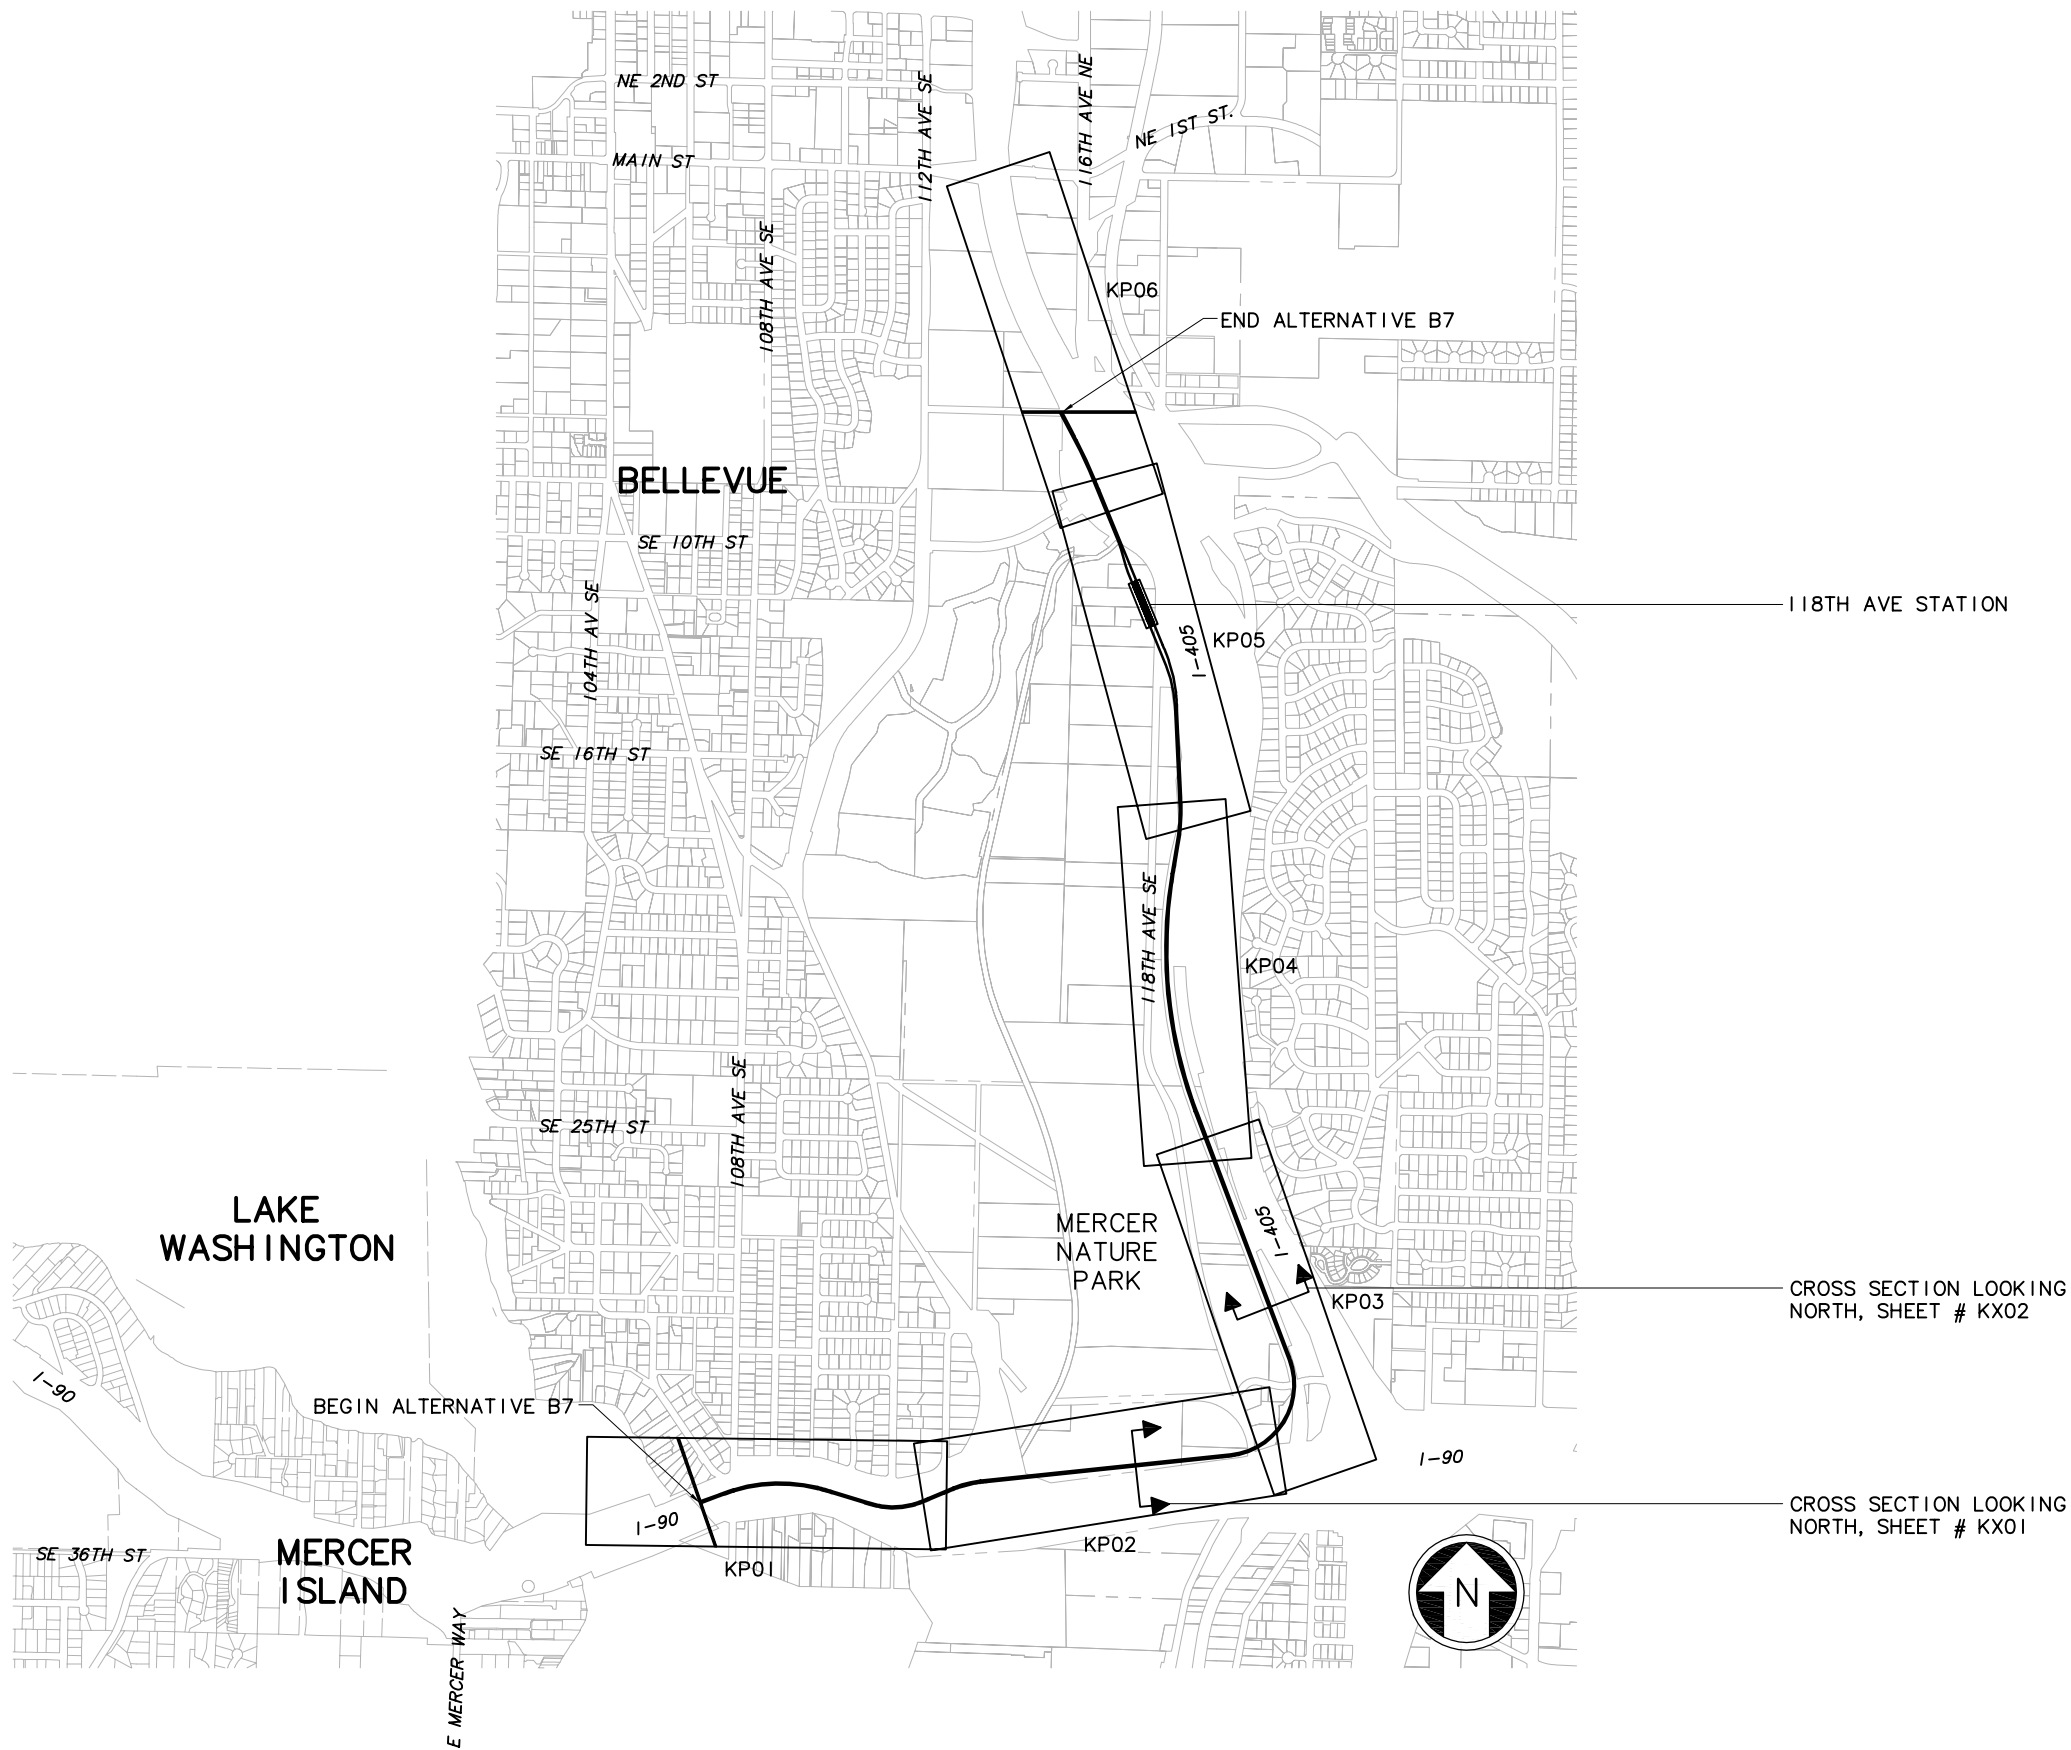 NE 2ND ST
112TH AVE SE
116TH AVE NE
NE 1ST ST.
MAIN ST
108TH AVE SE
KP06
END ALTERNATIVE B7
BELLEVUE
SE 10TH ST
104TH AV SE
118TH AVE STATION
I-405
KP05
SE 16TH ST
118TH AVE SE
KP04
108TH AVE SE
SE 25TH ST
LAKE
WASHINGTON
MERCER
NATURE
PARK
I-405
KP03
CROSS SECTION LOOKING
NORTH, SHEET # KX02
I-90
BEGIN ALTERNATIVE B7
I-90
I-90
CROSS SECTION LOOKING
NORTH, SHEET # KX01
KP02
KP01
SE 36TH ST
MERCER
ISLAND
N
E MERCER WAY